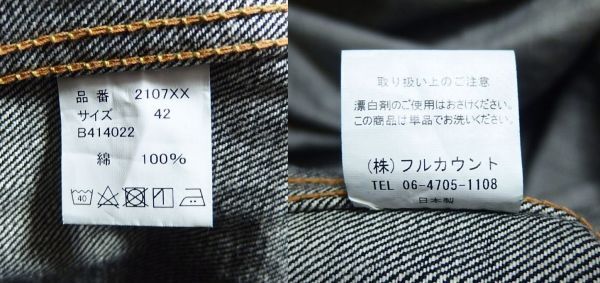 品 番 2107XX
サイズ 42
B414022
綿 100%
40
取り扱い上のご注意
漂白剤のご使用はおさけください。
この商品は単品でお洗いください。
(株) フルカウント
TEL 06-4705-1108
日本製